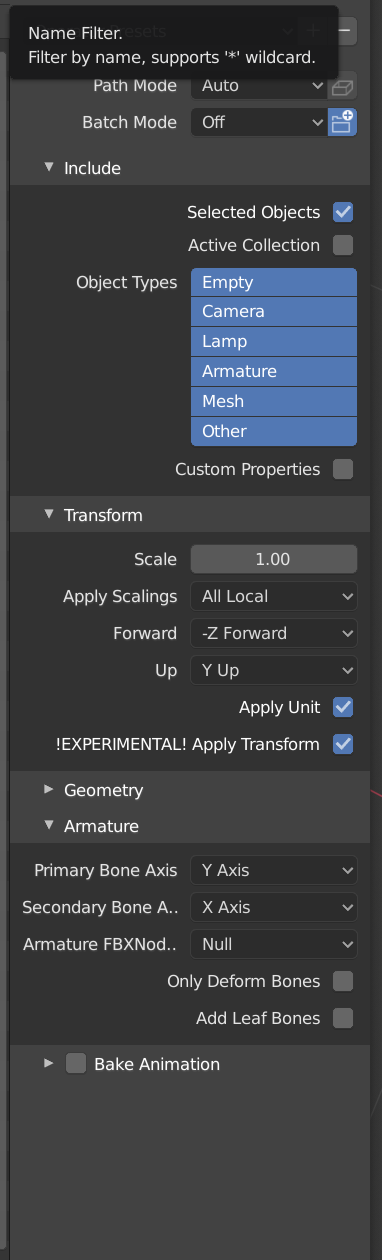 Name Filter.
Filter by name, supports '*' wildcard.
Path Mode Auto
Batch Mode Off
Include
Selected Objects
Active Collection
Object Types Empty
Camera
Lamp
Armature
Mesh
Other
Custom Properties
Transform
Scale 1.00
Apply Scalings All Local
Forward -Z Forward
Up Y Up
Apply Unit
!EXPERIMENTAL! Apply Transform
Geometry
Armature
Primary Bone Axis Y Axis
Secondary Bone A.. X Axis
Armature FBXNod.. Null
Only Deform Bones
Add Leaf Bones
Bake Animation